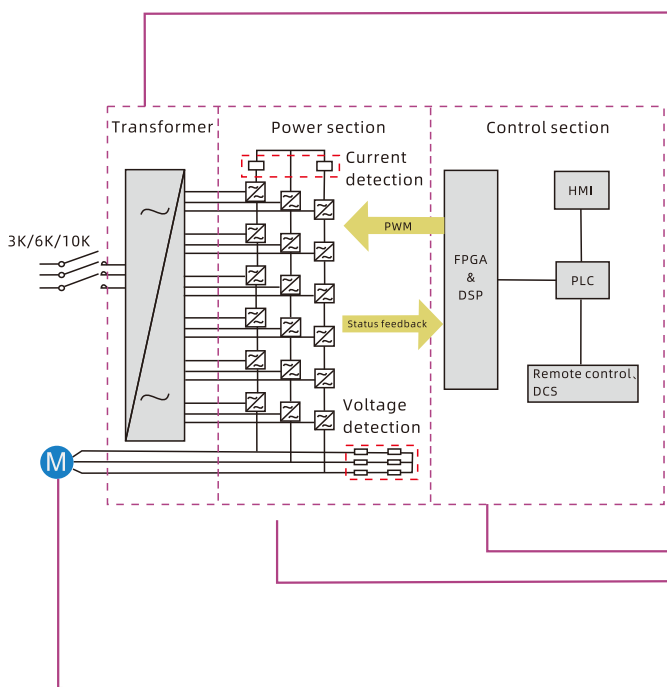 Transformer
Power section
Control section
Current
detection
3K/6K/10K
PWM
FPGA
&
DSP
HMI
PLC
Status feedback
Remote control、
DCS
Voltage
detection
M